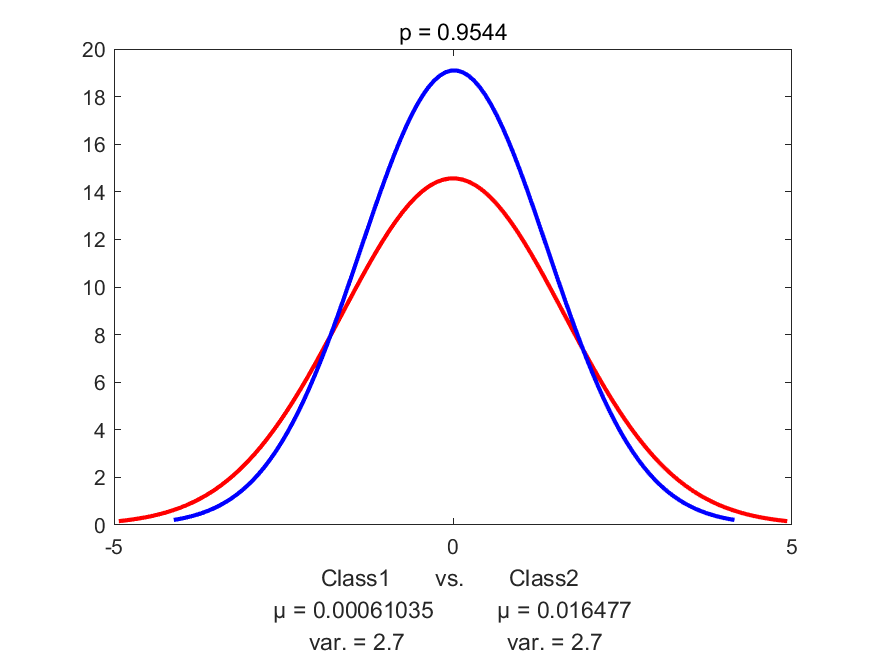 p = 0.9544
20
18
16
14
12
10
8
6
4
2
0
-5 0 5
Class1 vs. Class2
μ = 0.00061035 μ = 0.016477
var. = 2.7 var. = 2.7